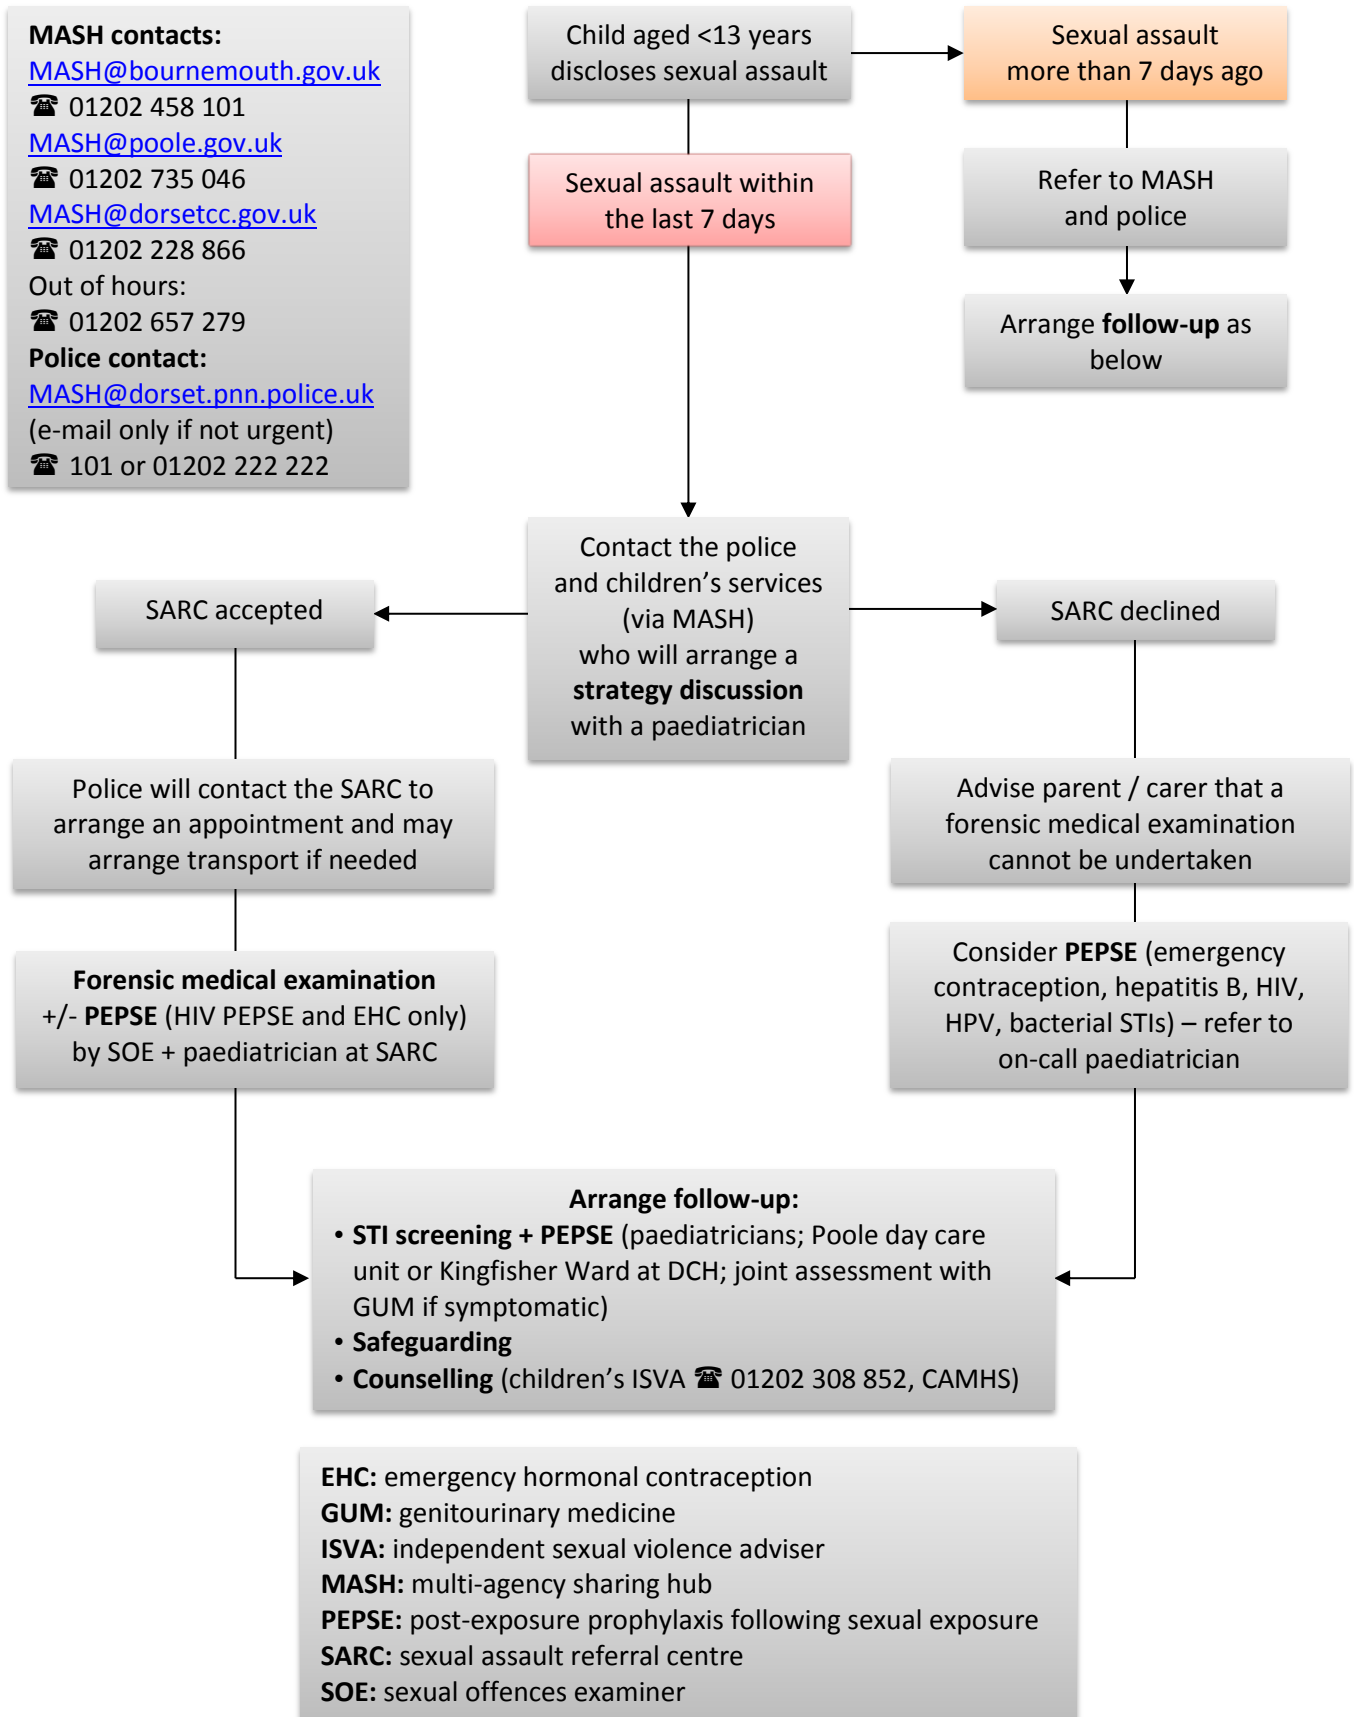 MASH contacts:
MASH@bournemouth.gov.uk
☎ 01202 458 101
MASH@poole.gov.uk
☎ 01202 735 046
MASH@dorsetcc.gov.uk
☎ 01202 228 866
Out of hours:
☎ 01202 657 279
Police contact:
MASH@dorset.pnn.police.uk
(e-mail only if not urgent)
☎ 101 or 01202 222 222
Child aged <13 years
discloses sexual assault
Sexual assault
more than 7 days ago
Sexual assault within
the last 7 days
Refer to MASH
and police
Arrange follow-up as
below
Contact the police
and children’s services
(via MASH)
who will arrange a
strategy discussion
with a paediatrician
SARC accepted
SARC declined
Police will contact the SARC to
arrange an appointment and may
arrange transport if needed
Advise parent / carer that a
forensic medical examination
cannot be undertaken
Forensic medical examination
+/- PEPSE (HIV PEPSE and EHC only)
by SOE + paediatrician at SARC
Consider PEPSE (emergency
contraception, hepatitis B, HIV,
HPV, bacterial STIs) – refer to
on-call paediatrician
Arrange follow-up:
• STI screening + PEPSE (paediatricians; Poole day care
unit or Kingfisher Ward at DCH; joint assessment with
GUM if symptomatic)
• Safeguarding
• Counselling (children’s ISVA ☎ 01202 308 852, CAMHS)
EHC: emergency hormonal contraception
GUM: genitourinary medicine
ISVA: independent sexual violence adviser
MASH: multi-agency sharing hub
PEPSE: post-exposure prophylaxis following sexual exposure
SARC: sexual assault referral centre
SOE: sexual offences examiner